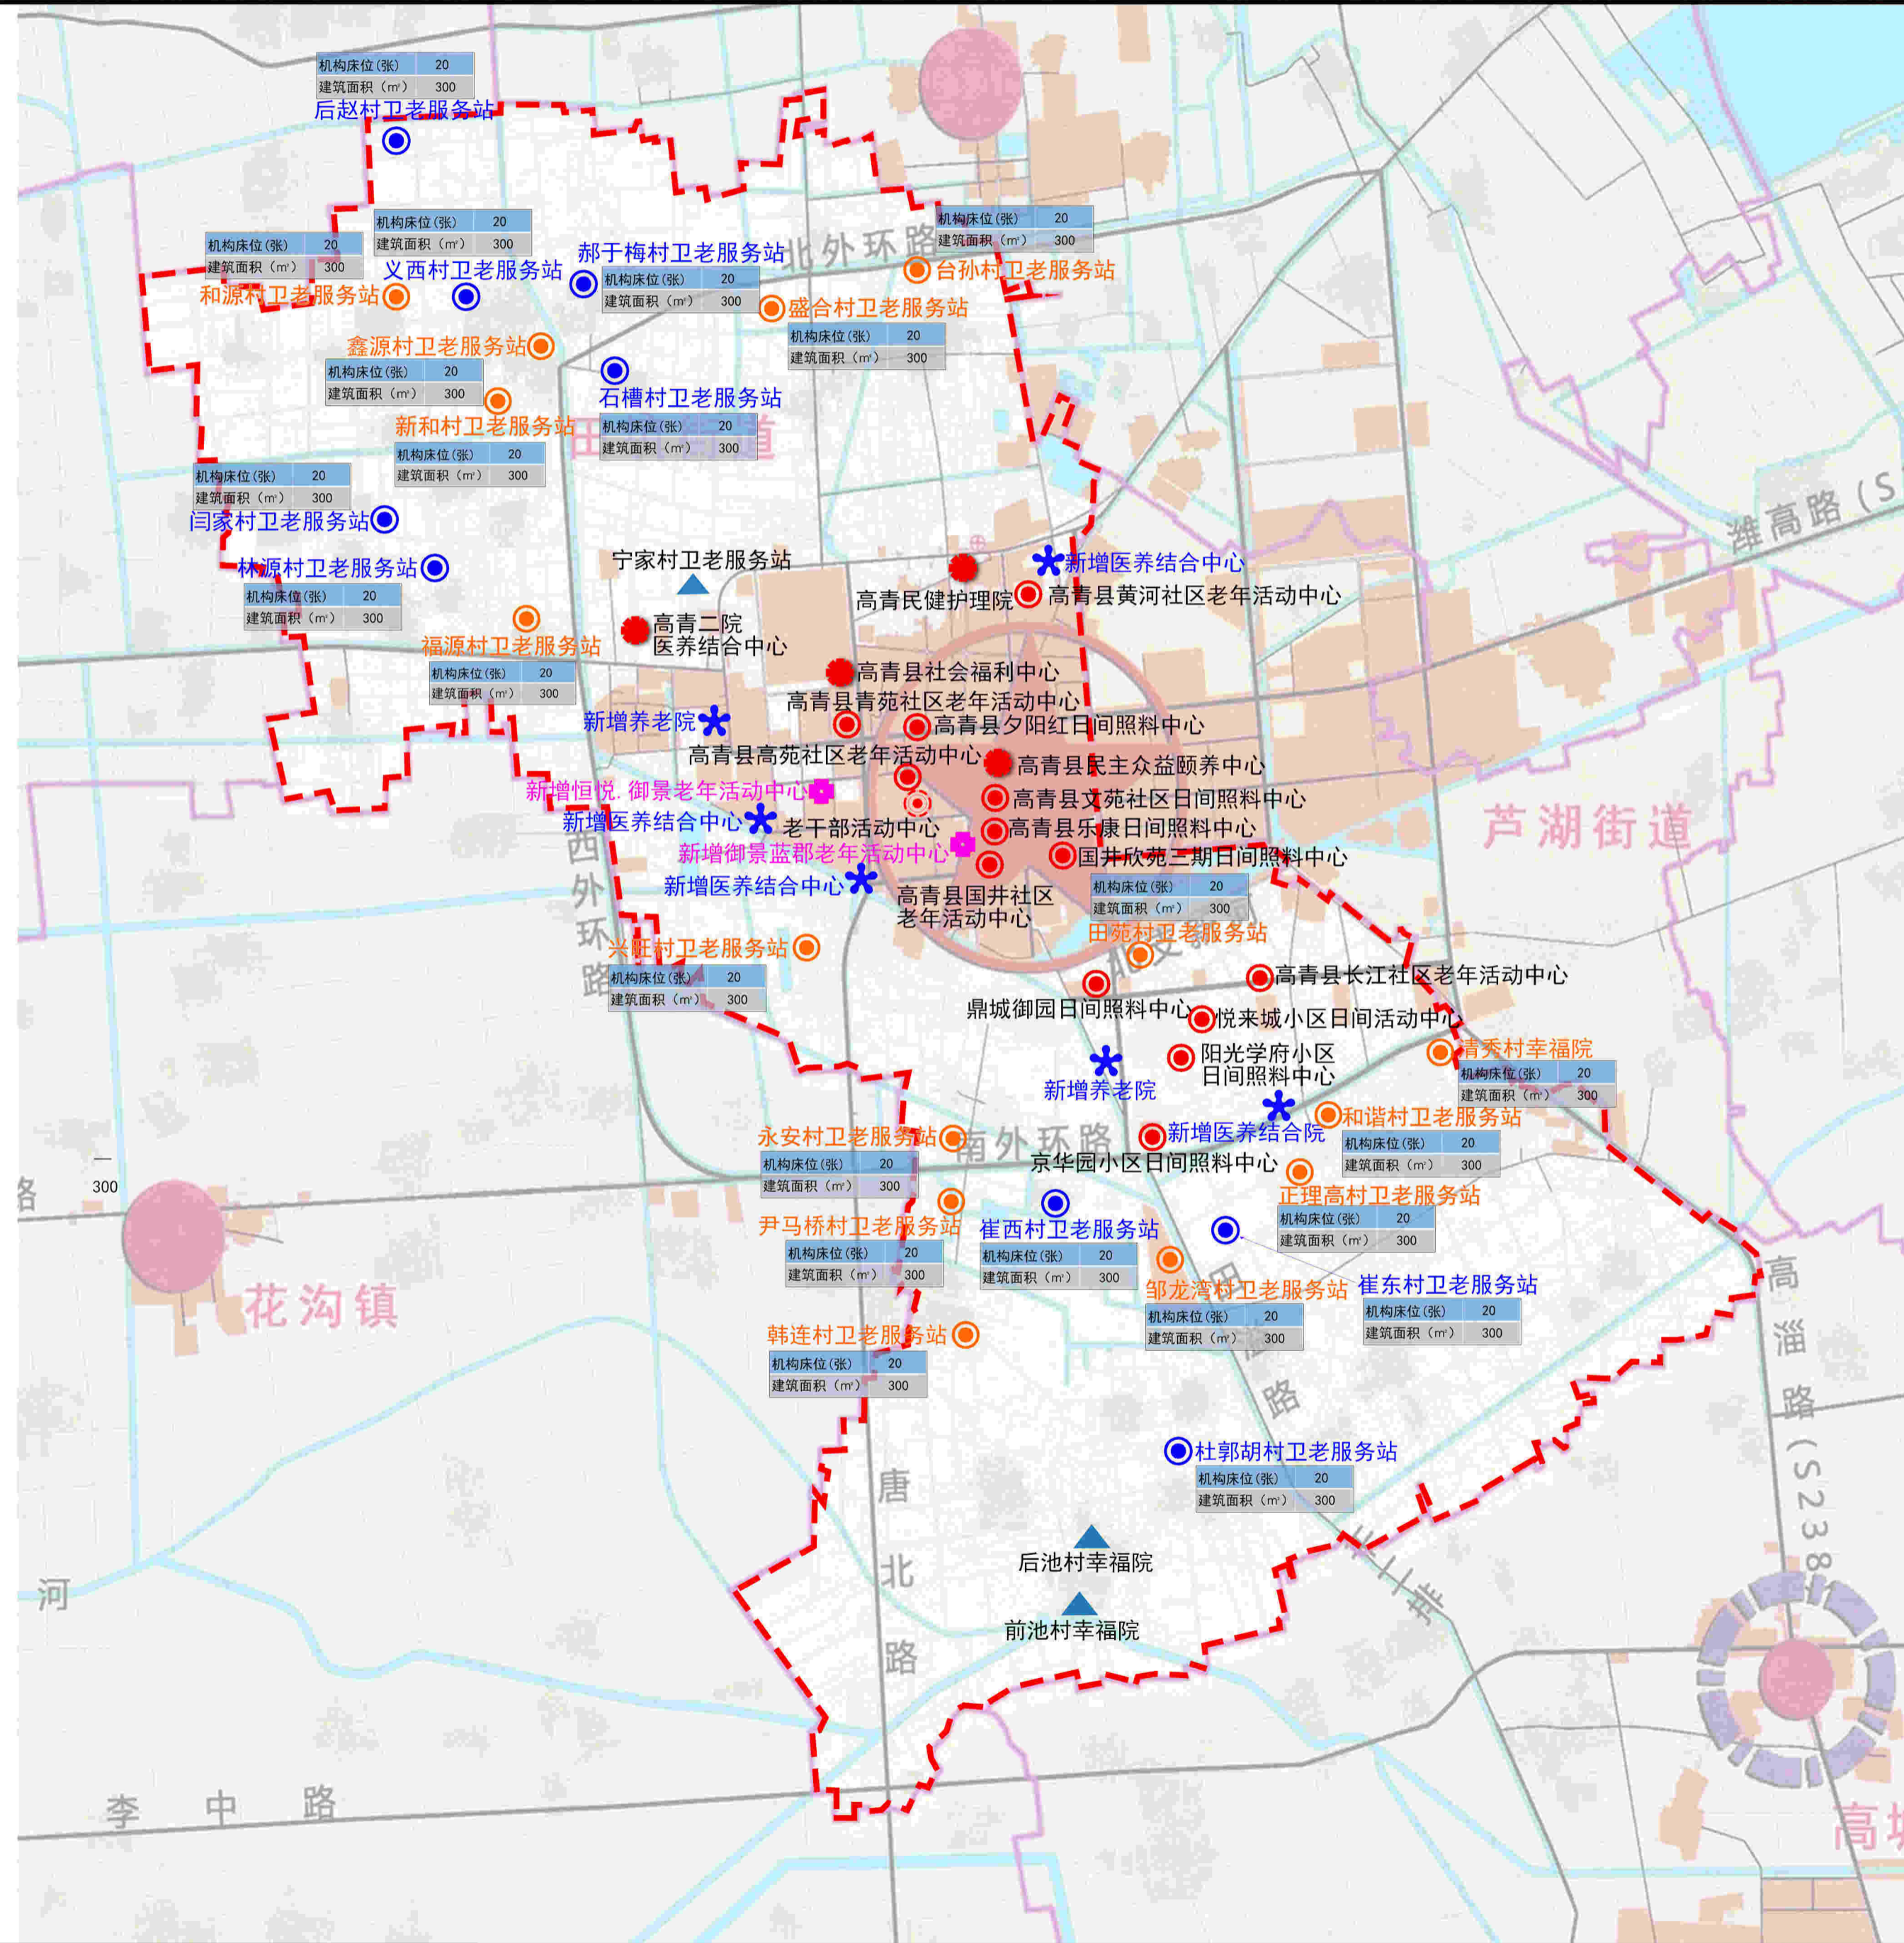 机构床位(张) 20
建筑面积（㎡） 300
后赵村卫老服务站
机构床位(张) 20
建筑面积（㎡） 300
义西村卫老服务站
机构床位(张) 20
建筑面积（㎡） 300
和源村卫老服务站
郝于梅村卫老服务站
机构床位(张) 20
建筑面积（㎡） 300
北外环路
机构床位(张) 20
建筑面积（㎡） 300
台孙村卫老服务站
盛合村卫老服务站
机构床位(张) 20
建筑面积（㎡） 300
鑫源村卫老服务站
机构床位(张) 20
建筑面积（㎡） 300
新和村卫老服务站
机构床位(张) 20
建筑面积（㎡） 300
石槽村卫老服务站
机构床位(张) 20
建筑面积（㎡） 300
田 道
机构床位(张) 20
建筑面积（㎡） 300
闫家村卫老服务站
林源村卫老服务站
机构床位(张) 20
建筑面积（㎡） 300
潍高路(S
宁家村卫老服务站
高青二院
医养结合中心
新增医养结合中心
高青民健护理院
高青县黄河社区老年活动中心
福源村卫老服务站
机构床位(张) 20
建筑面积（㎡） 300
高青县社会福利中心
高青县青苑社区老年活动中心
新增养老院
高青县夕阳红日间照料中心
高青县高苑社区老年活动中心
高青县民主众益颐养中心
新增恒悦.御景老年活动中心
高青县文苑社区日间照料中心
新增医养结合中心
老干部活动中心
高青县乐康日间照料中心
芦湖街道
新增御景蓝郡老年活动中心
国井欣苑三期日间照料中心
新增医养结合中心
高青县国井社区
老年活动中心
机构床位(张) 20
建筑面积（㎡） 300
田苑村卫老服务站
西外环路
兴旺村卫老服务站
机构床位(张) 20
建筑面积（㎡） 300
高青县长江社区老年活动中心
鼎城御园日间照料中心
悦来城小区日间活动中心
阳光学府小区
日间照料中心
清秀村幸福院
机构床位(张) 20
建筑面积（㎡） 300
新增养老院
和谐村卫老服务站
机构床位(张) 20
建筑面积（㎡） 300
新增医养结合院
南外环路
京华园小区日间照料中心
永安村卫老服务站
机构床位(张) 20
建筑面积（㎡） 300
300
路
正理高村卫老服务站
机构床位(张) 20
建筑面积（㎡） 300
尹马桥村卫老服务站
机构床位(张) 20
建筑面积（㎡） 300
崔西村卫老服务站
机构床位(张) 20
建筑面积（㎡） 300
邹龙湾村卫老服务站
机构床位(张) 20
建筑面积（㎡） 300
崔东村卫老服务站
机构床位(张) 20
建筑面积（㎡） 300
花沟镇
韩连村卫老服务站
机构床位(张) 20
建筑面积（㎡） 300
田
路
高淄路(S238
杜郭胡村卫老服务站
机构床位(张) 20
建筑面积（㎡） 300
唐北路
后池村幸福院
前池村幸福院
河
李中路
高城